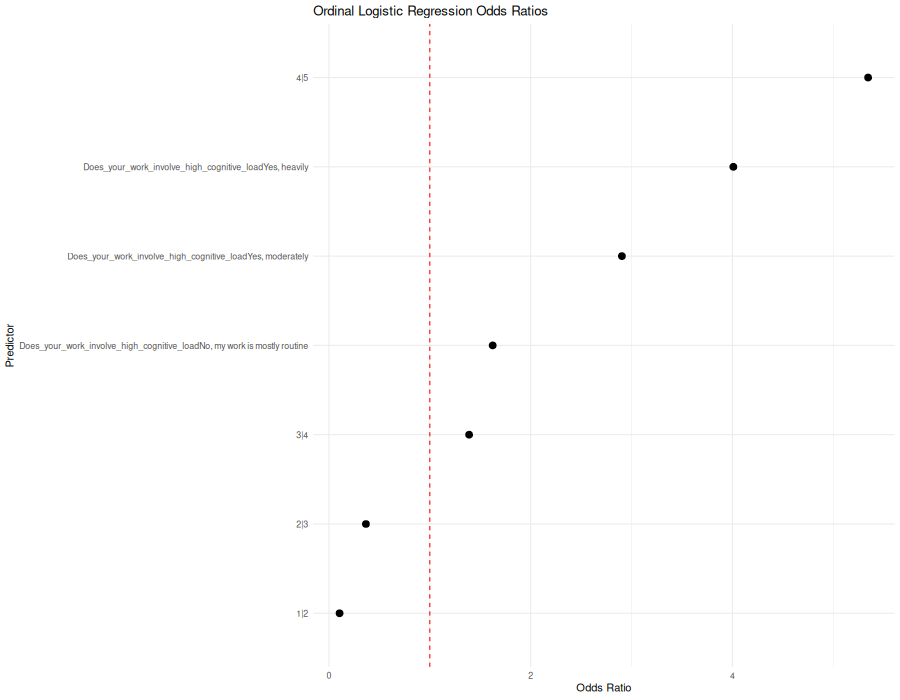 Ordinal Logistic Regression Odds Ratios
4|5
Does_your_work_involve_high_cognitive_loadYes, heavily
Does_your_work_involve_high_cognitive_loadYes, moderately
Predictor
Does_your_work_involve_high_cognitive_loadNo, my work is mostly routine
3|4
2|3
1|2
0 2 4
Odds Ratio